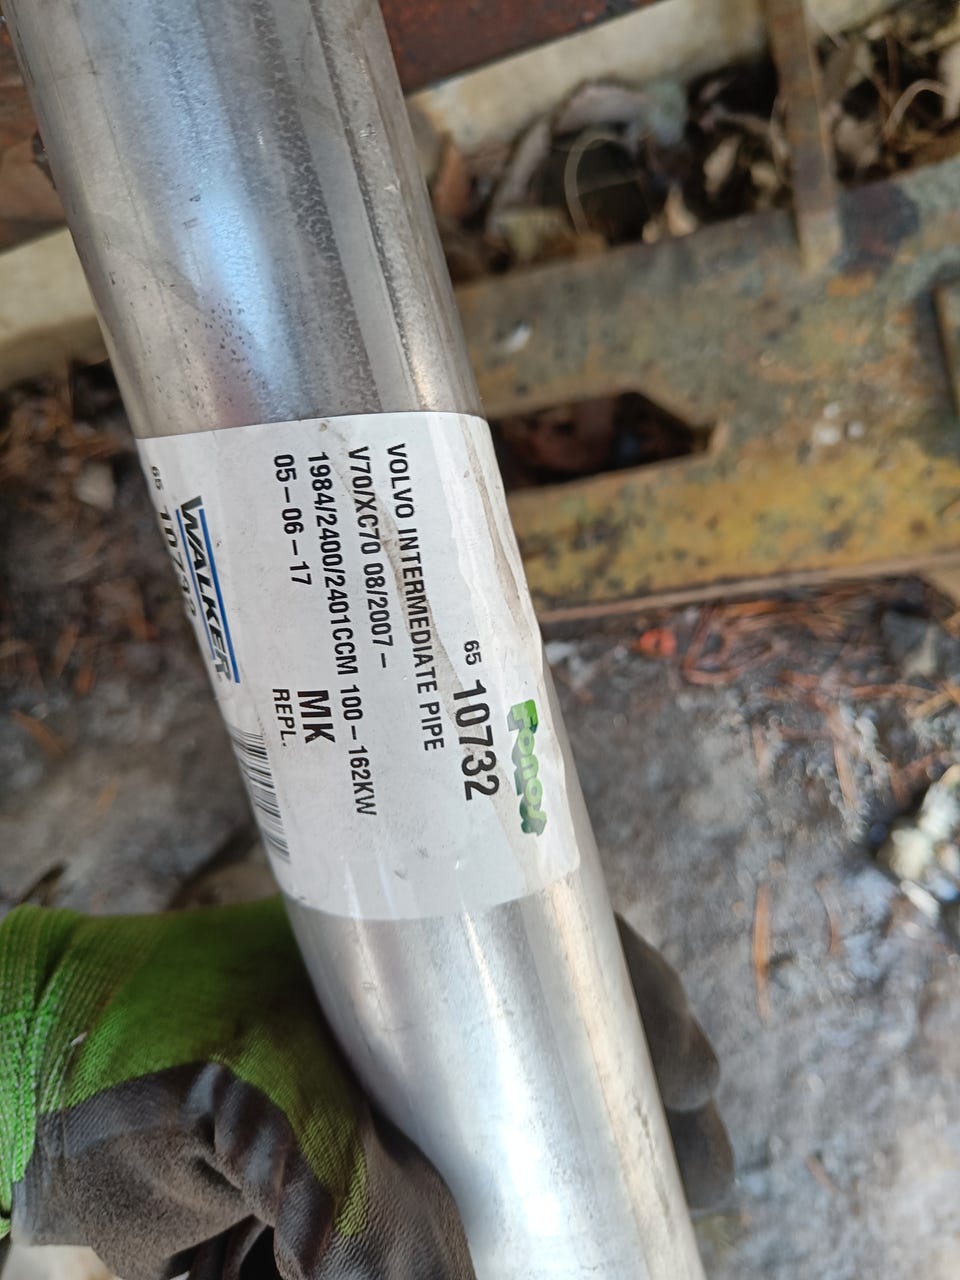 Fonos
65 10732
VOLVO INTERMEDIATE PIPE
V70/XC70 08/2007 –
1984/2400/2401CCM 100 – 162KW
05 – 06 – 17
MK
REPL.
WALKER
65 10732